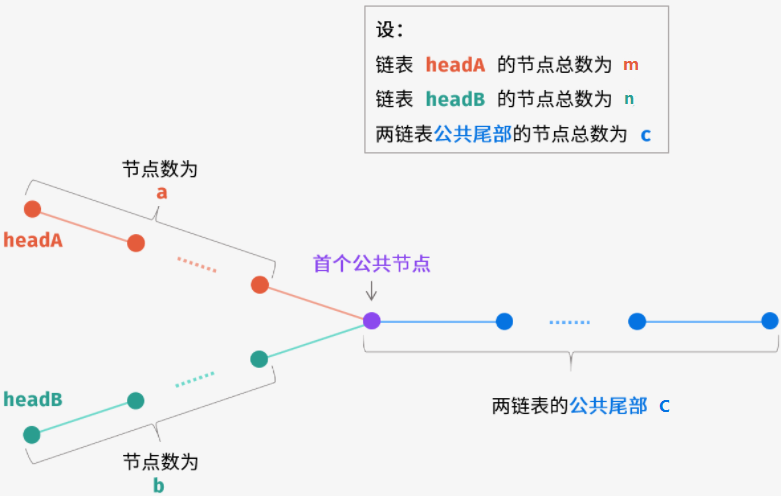 设：
链表 headA 的节点总数为 m
链表 headB 的节点总数为 n
两链表公共尾部的节点总数为 c
节点数为
a
headA
首个公共节点
headB
两链表的公共尾部 C
节点数为
b